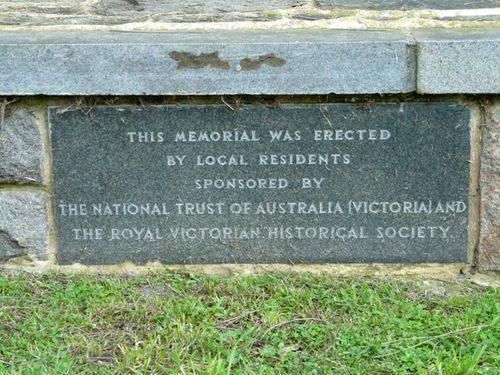 THIS MEMORIAL WAS ERECTED
BY LOCAL RESIDENTS
SPONSORED BY
THE NATIONAL TRUST OF AUSTRALIA (VICTORIA) AND
THE ROYAL VICTORIAN HISTORICAL SOCIETY.